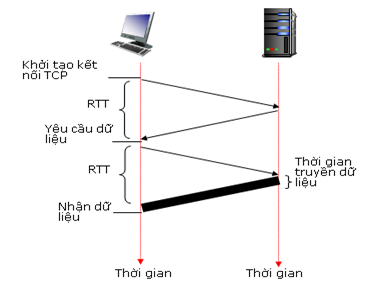 Khởi tạo kết
nối TCP
RTT
Yêu cầu dữ
liệu
RTT
Thời gian
truyền dữ
liệu
Nhận dữ
liệu
Thời gian
Thời gian